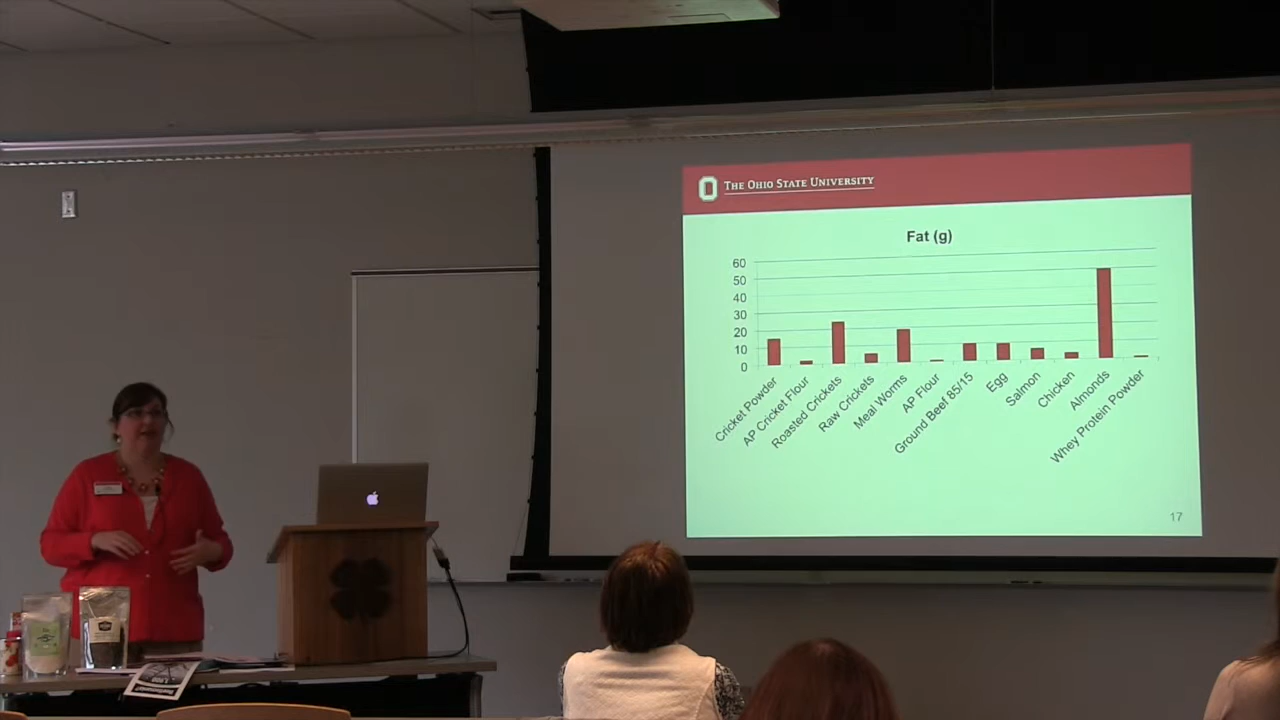 THE OHIO STATE UNIVERSITY
Fat (g)
60
50
40
30
20
10
0
Cricket Powder
AP Cricket Flour
Roasted Crickets
Raw Crickets
Meal Worms
AP Flour
Ground Beef 85/15
Egg
Salmon
Chicken
Almonds
Whey Protein Powder
17